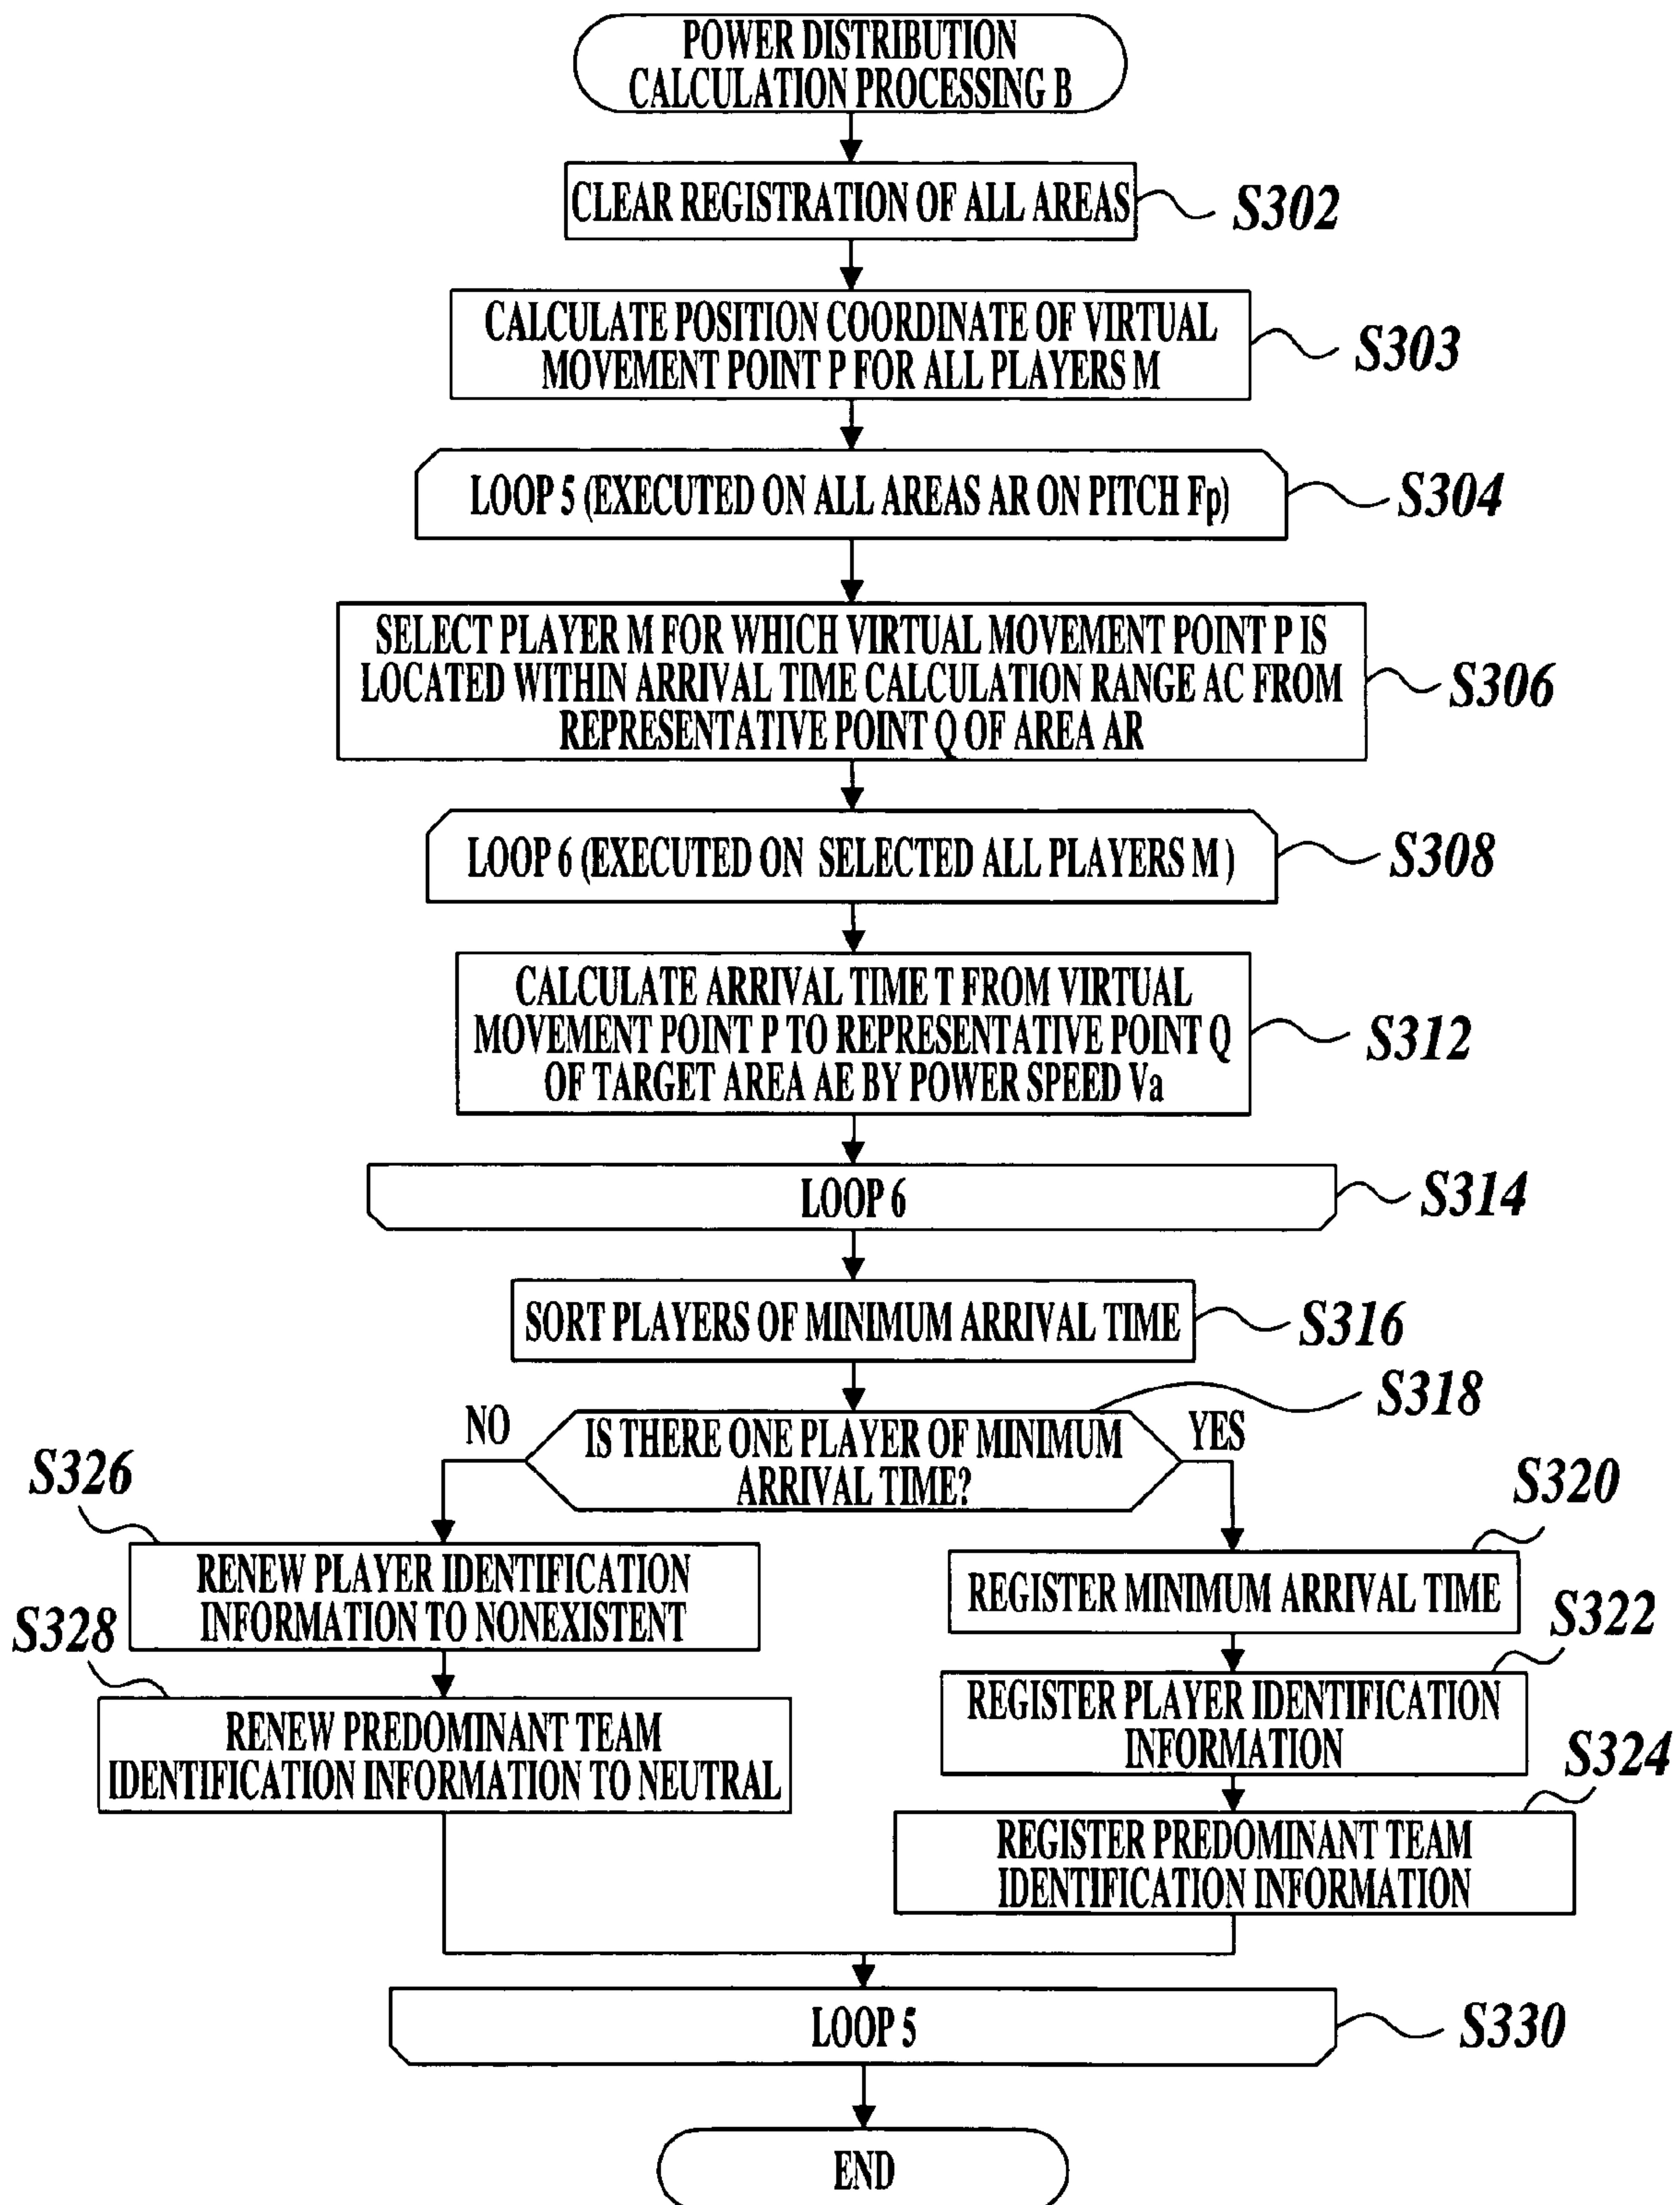 POWER DISTRIBUTION
CALCULATION PROCESSING B
CLEAR REGISTRATION OF ALL AREAS
S302
CALCULATE POSITION COORDINATE OF VIRTUAL
MOVEMENT POINT P FOR ALL PLAYERS M
S303
LOOP 5 (EXECUTED ON ALL AREAS AR ON PITCH Fp)
S304
SELECT PLAYER M FOR WHICH VIRTUAL MOVEMENT POINT P IS
LOCATED WITHIN ARRIVAL TIME CALCULATION RANGE AC FROM
REPRESENTATIVE POINT Q OF AREA AR
S306
LOOP 6 (EXECUTED ON SELECTED ALL PLAYERS M )
S308
CALCULATE ARRIVAL TIME T FROM VIRTUAL
MOVEMENT POINT P TO REPRESENTATIVE POINT Q
OF TARGET AREA AE BY POWER SPEED Va
S312
LOOP 6
S314
SORT PLAYERS OF MINIMUM ARRIVAL TIME
S316
S318
NO
IS THERE ONE PLAYER OF MINIMUM
ARRIVAL TIME?
YES
S326
RENEW PLAYER IDENTIFICATION
INFORMATION TO NONEXISTENT
S328
RENEW PREDOMINANT TEAM
IDENTIFICATION INFORMATION TO NEUTRAL
S320
REGISTER MINIMUM ARRIVAL TIME
S322
REGISTER PLAYER IDENTIFICATION
INFORMATION
S324
REGISTER PREDOMINANT TEAM
IDENTIFICATION INFORMATION
LOOP 5
S330
END